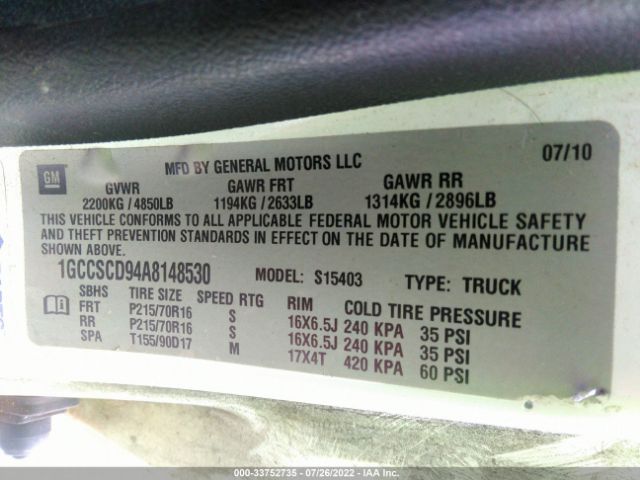 GM
MFD BY GENERAL MOTORS LLC 07/10
GVWR GAWR FRT GAWR RR
2200KG / 4850LB 1194KG / 2633LB 1314KG / 2896LB
THIS VEHICLE CONFORMS TO ALL APPLICABLE FEDERAL MOTOR VEHICLE SAFETY
AND THEFT PREVENTION STANDARDS IN EFFECT ON THE DATE OF MANUFACTURE
SHOWN ABOVE.
1GCCSCD94A8148530 MODEL: S15403 TYPE: TRUCK
SBHS TIRE SIZE SPEED RTG RIM COLD TIRE PRESSURE
FRT P215/70R16 S 16X6.5J 240 KPA 35 PSI
RR P215/70R16 S 16X6.5J 240 KPA 35 PSI
SPA T155/90D17 M 17X4T 420 KPA 60 PSI
000-33752735 - 07/26/2022 - IAA Inc.